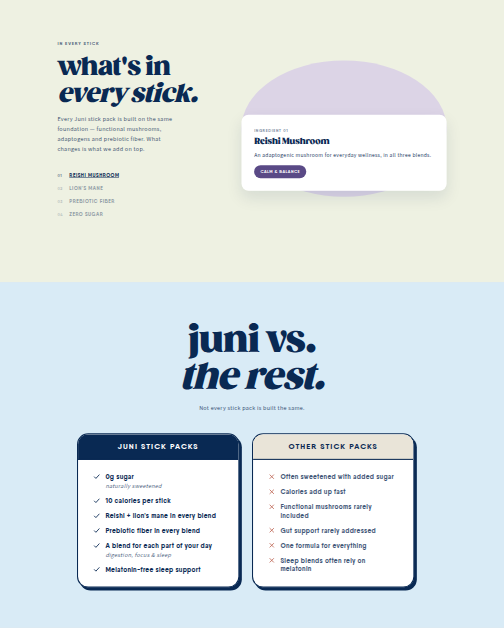 IN EVERY STICK
what's in
every stick.
Every Juni stick pack is built on the same
foundation — functional mushrooms,
adaptogens and prebiotic fiber. What
changes is what we add on top.
01 REISHI MUSHROOM
02 LION'S MANE
03 PREBIOTIC FIBER
04 ZERO SUGAR
INGREDIENT 01
Reishi Mushroom
An adaptogenic mushroom for everyday wellness, in all three blends.
CALM & BALANCE
juni vs.
the rest.
Not every stick pack is built the same.
JUNI STICK PACKS
0g sugar
naturally sweetened
10 calories per stick
Reishi + lion's mane in every blend
Prebiotic fiber in every blend
A blend for each part of your day
digestion, focus & sleep
Melatonin-free sleep support
OTHER STICK PACKS
Often sweetened with added sugar
Calories add up fast
Functional mushrooms rarely
included
Gut support rarely addressed
One formula for everything
Sleep blends often rely on
melatonin